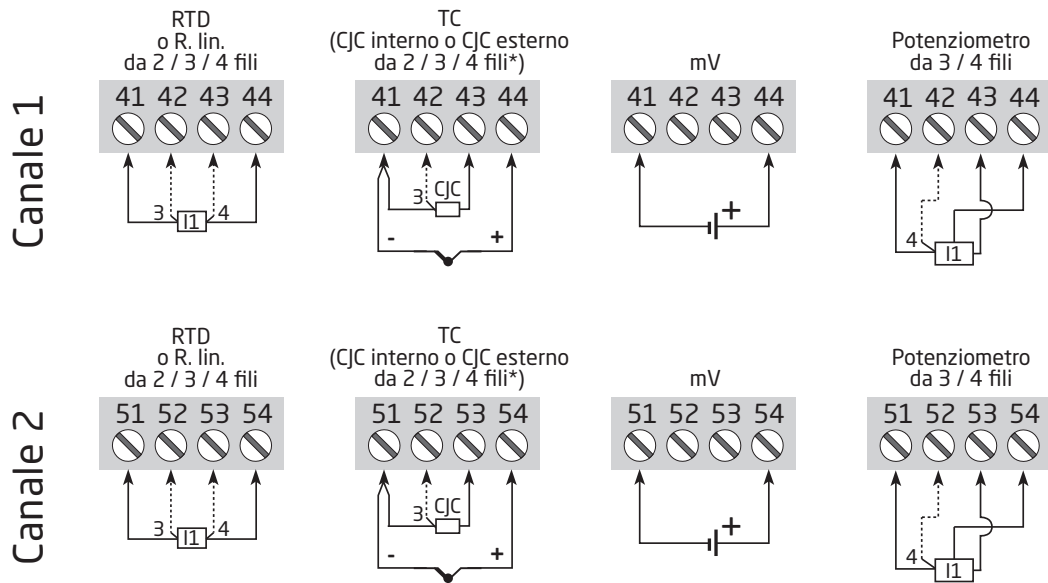 Canale 1
RTD
o R. lin.
da 2 / 3 / 4 fili
41 42 43 44
3 I1 4
TC
(CJC interno o CJC esterno
da 2 / 3 / 4 fili*)
41 42 43 44
3 CJC
- +
mV
41 42 43 44
+
Potenziometro
da 3 / 4 fili
41 42 43 44
4 I1
Canale 2
RTD
o R. lin.
da 2 / 3 / 4 fili
51 52 53 54
3 I1 4
TC
(CJC interno o CJC esterno
da 2 / 3 / 4 fili*)
51 52 53 54
3 CJC
- +
mV
51 52 53 54
+
Potenziometro
da 3 / 4 fili
51 52 53 54
4 I1